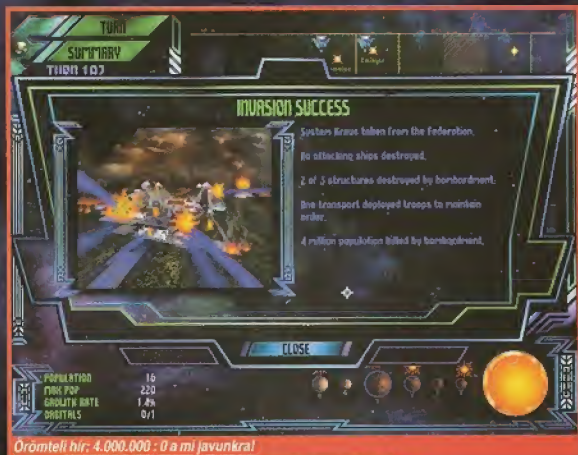 TURN
SUMMARY
TURN 187
INVASION SUCCESS
System Kraus taken from the Federation.
No attacking ships destroyed.
2 of 3 structures destroyed by bombardment.
One transport deployed troops to maintain
order.
4 million population killed by bombardment.
CLOSE
POPULATION 16
MAX POP 220
GROWTH RATE 1.4%
ORBITALS 0/1
Örömteli hír: 4.000.000 : 0 a mi javunkra!